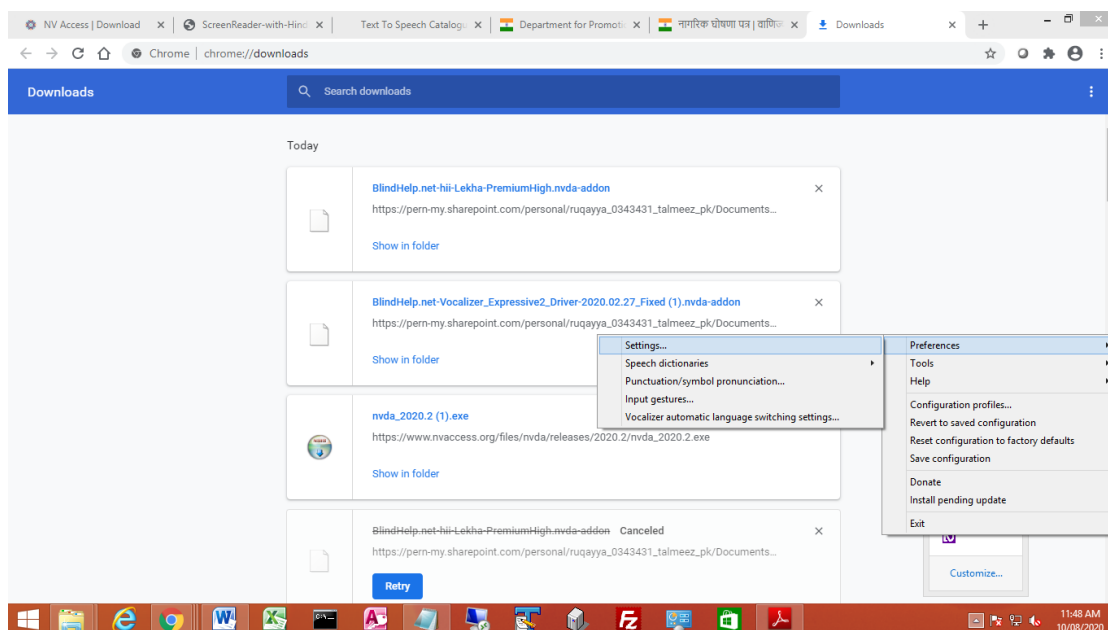 NV Access | Download
ScreenReader-with-Hind
Text To Speech Catalogu
Department for Promoti
नागरिक घोषणा पत्र | वाणिज
Downloads
Chrome | chrome://downloads
Downloads
Search downloads
Today
BlindHelp.net-hii-Lekha-PremiumHigh.nvda-addon
https://pern-my.sharepoint.com/personal/ruqayya_0343431_talmeez_pk/Documents...
Show in folder
BlindHelp.net-Vocalizer_Expressive2_Driver-2020.02.27_Fixed (1).nvda-addon
https://pern-my.sharepoint.com/personal/ruqayya_0343431_talmeez_pk/Documents...
Show in folder
Settings...
Speech dictionaries
Punctuation/symbol pronunciation...
Input gestures...
Vocalizer automatic language switching settings...
Preferences
Tools
Help
Configuration profiles...
Revert to saved configuration
Reset configuration to factory defaults
Save configuration
Donate
Install pending update
Exit
nvda_2020.2 (1).exe
https://www.nvaccess.org/files/nvda/releases/2020.2/nvda_2020.2.exe
Show in folder
BlindHelp.net-hii-Lekha-PremiumHigh.nvda-addon Canceled
https://pern-my.sharepoint.com/personal/ruqayya_0343431_talmeez_pk/Documents...
Retry
Customize...
11:48 AM
10/08/2020